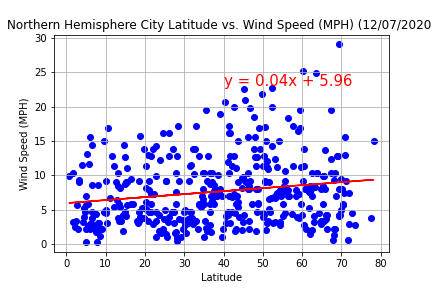 Northern Hemisphere City Latitude vs. Wind Speed (MPH) (12/07/2020
30
25
20
15
10
5
0
Wind Speed (MPH)
y = 0.04x + 5.96
0 10 20 30 40 50 60 70 80
Latitude